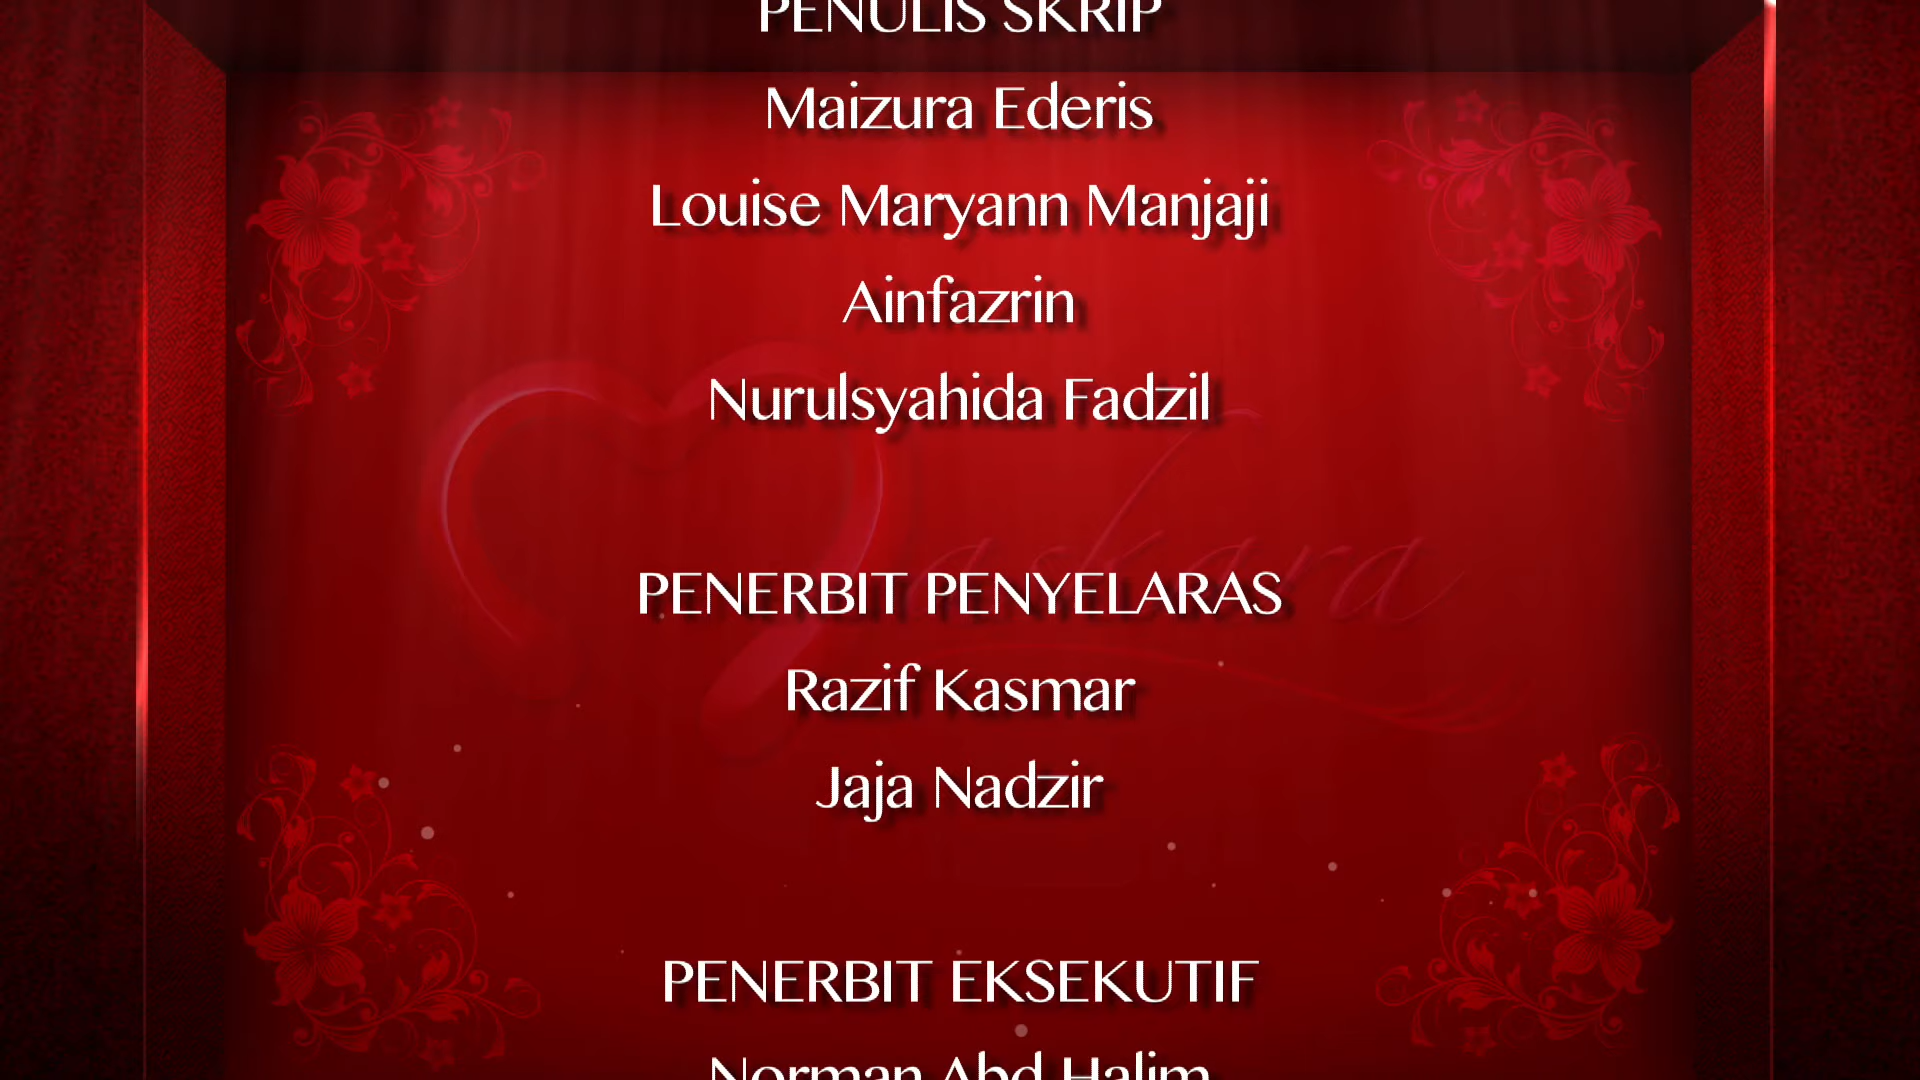 PENULIS SKRIP
Maizura Ederis
Louise Maryann Manjaji
Ainfazrin
Nurulsyahida Fadzil
Maskara
PENERBIT PENYELARAS
Razif Kasmar
Jaja Nadzir
PENERBIT EKSEKUTIF
Norman Abd Halim